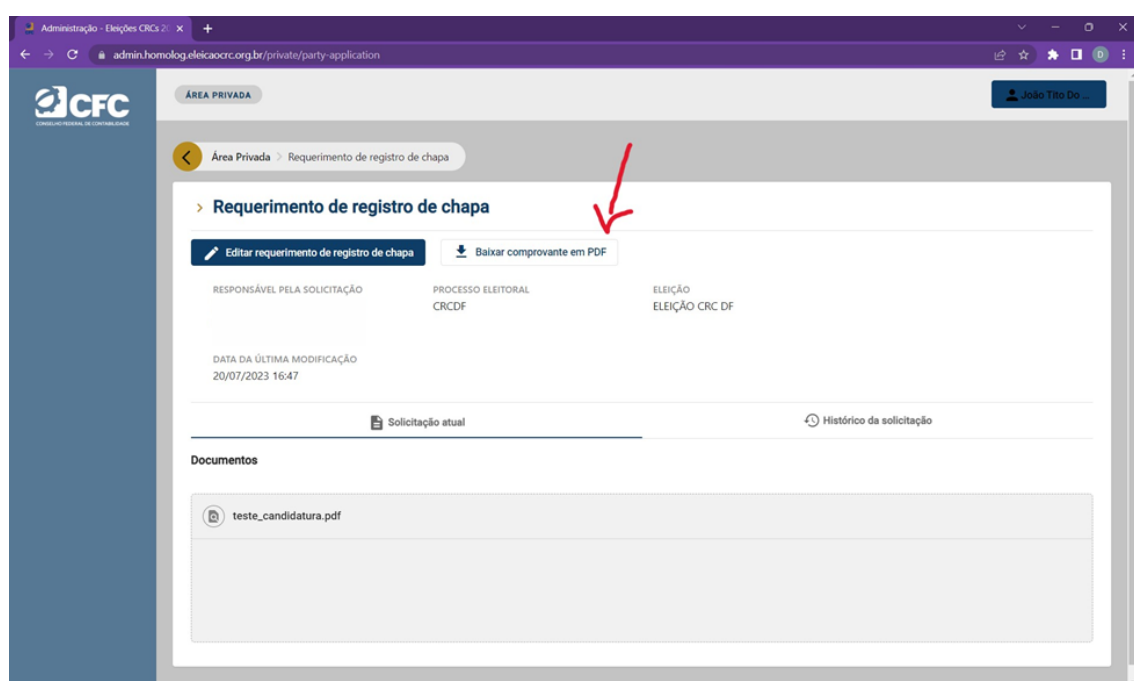 Administração - Eleições CRCs 20
admin.homolog.eleicaocrc.org.br/private/party-application
D
CFC
CONSELHO FEDERAL DE CONTABILIDADE
ÁREA PRIVADA
João Tito Do ...
Área Privada > Requerimento de registro de chapa
> Requerimento de registro de chapa
Editar requerimento de registro de chapa
Baixar comprovante em PDF
RESPONSÁVEL PELA SOLICITAÇÃO
PROCESSO ELEITORAL
ELEIÇÃO
CRCDF
ELEIÇÃO CRC DF
DATA DA ÚLTIMA MODIFICAÇÃO
20/07/2023 16:47
Solicitação atual
Histórico da solicitação
Documentos
teste_candidatura.pdf